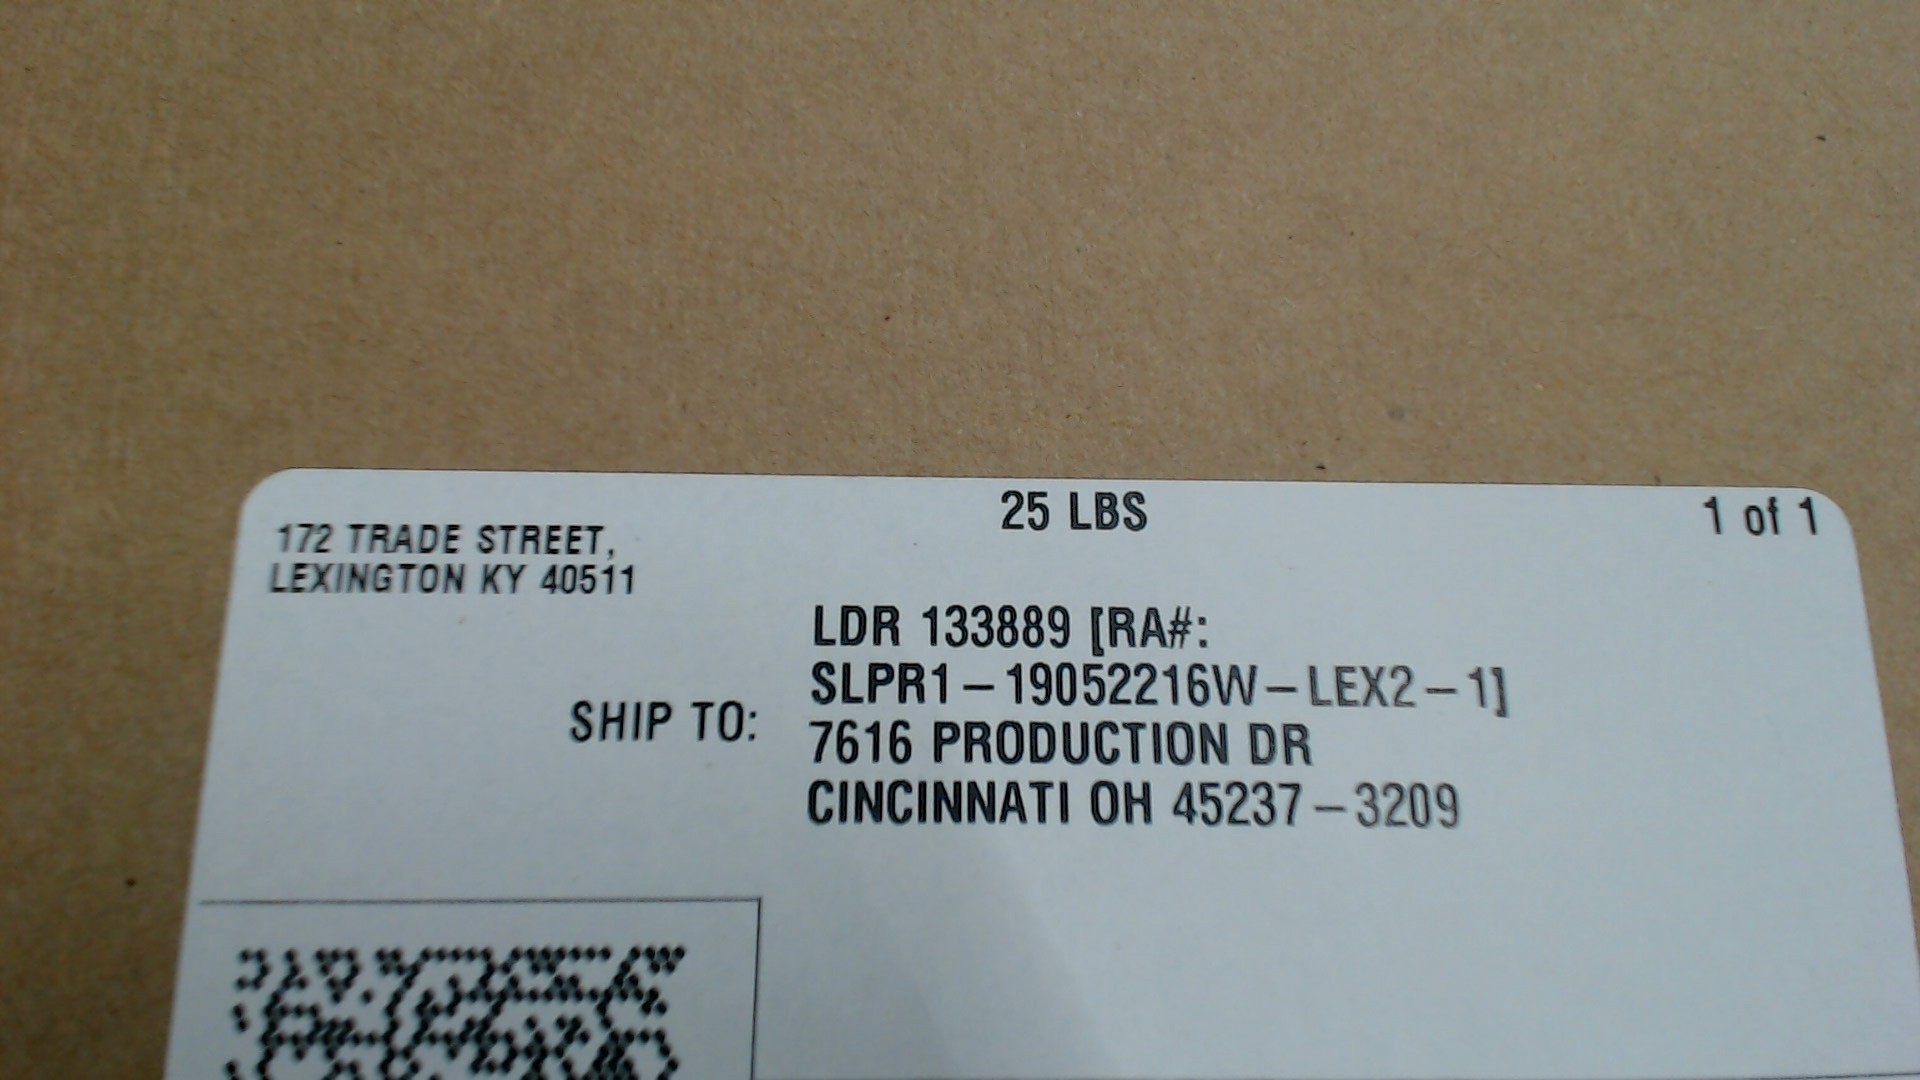 25 LBS
1 of 1
172 TRADE STREET,
LEXINGTON KY 40511
SHIP TO:
LDR 133889 [RA#:
SLPR1-19052216W-LEX2-1]
7616 PRODUCTION DR
CINCINNATI OH 45237-3209